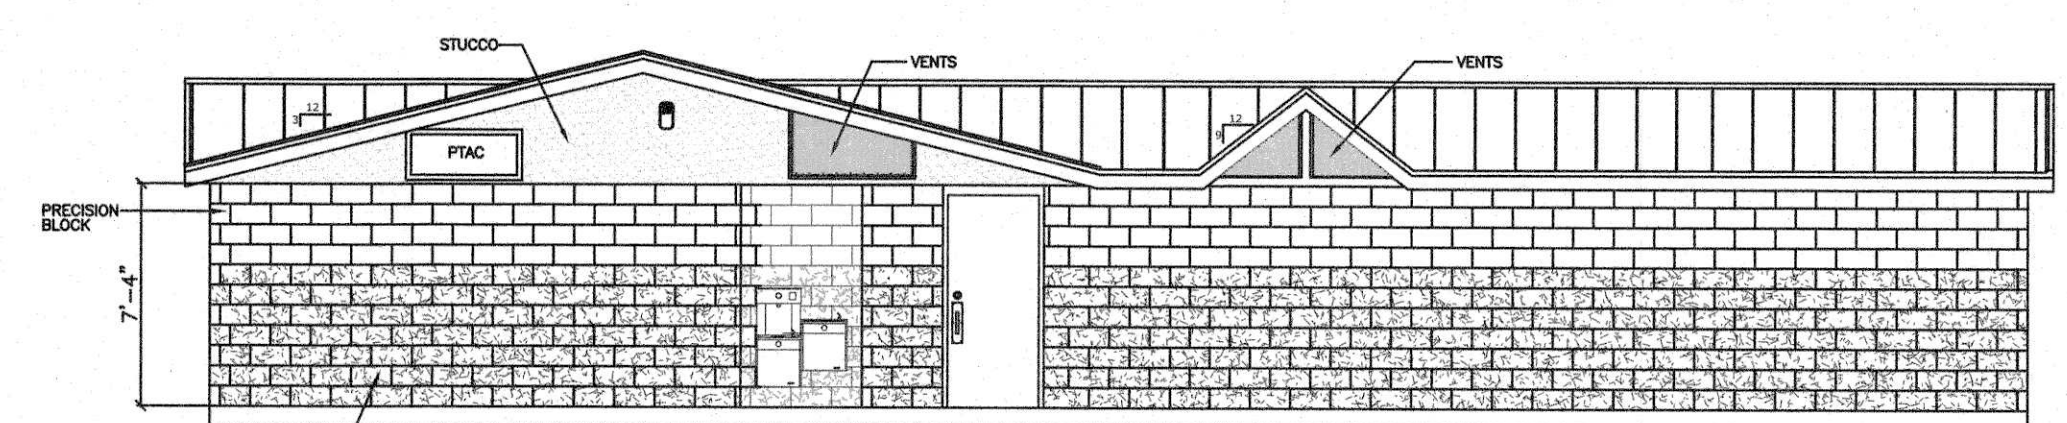 STUCCO
VENTS
VENTS
12
3
12
9
PTAC
PRECISION
BLOCK
7'-4"